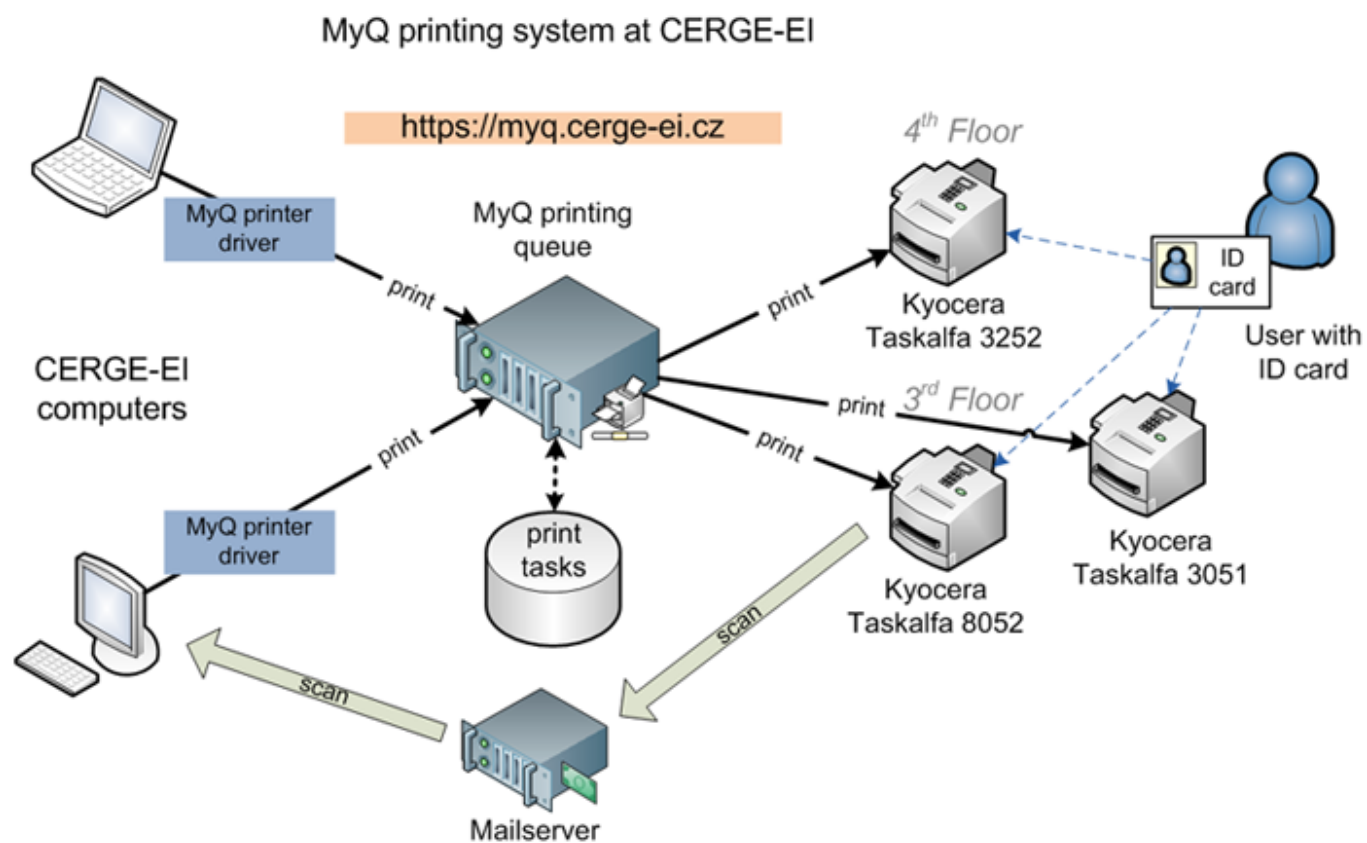 MyQ printing system at CERGE-EI
https://myq.cerge-ei.cz
4th Floor
MyQ printer
driver
MyQ printing
queue
ID
card
print
print
Kyocera
Taskalfa 3252
User with
ID card
CERGE-EI
computers
print
3rd Floor
print
print
MyQ printer
driver
print
tasks
Kyocera
Taskalfa 3051
Kyocera
Taskalfa 8052
scan
scan
Mailserver